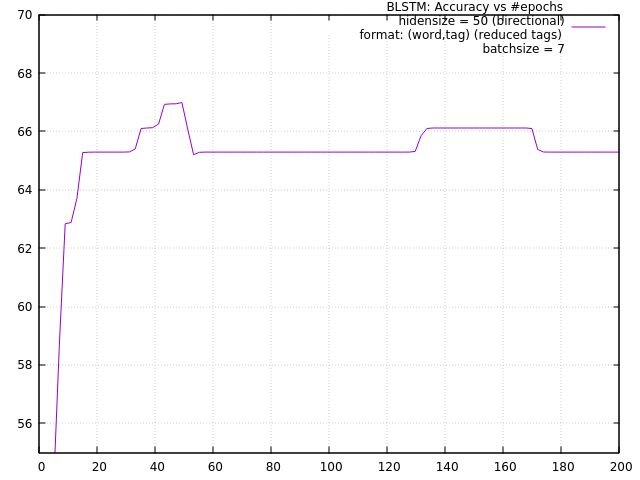 BLSTM: Accuracy vs #epochs
hidensize = 50 (birectional)
format: (word,tag) (reduced tags)
batchsize = 7
70
68
66
64
62
60
58
56
0 20 40 60 80 100 120 140 160 180 200